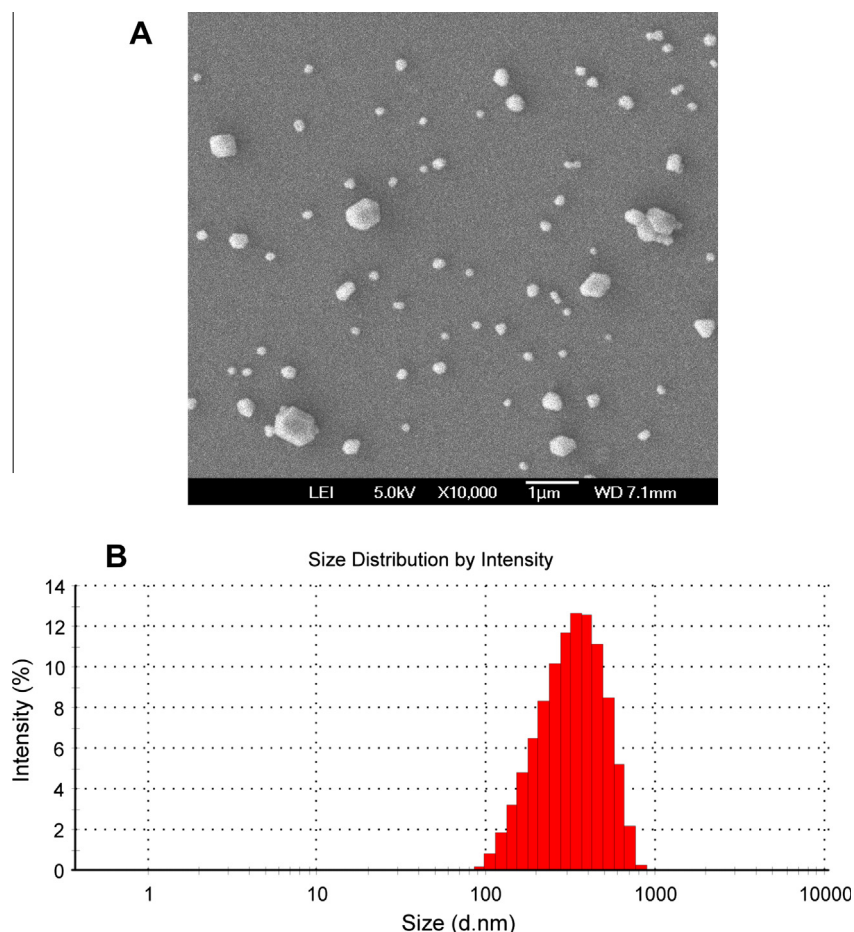 A
LEI 5.0kV X10,000 1µm WD 7.1mm
B
Size Distribution by Intensity
14
12
10
8
6
4
2
0
Intensity (%)
1 10 100 1000 10000
Size (d.nm)